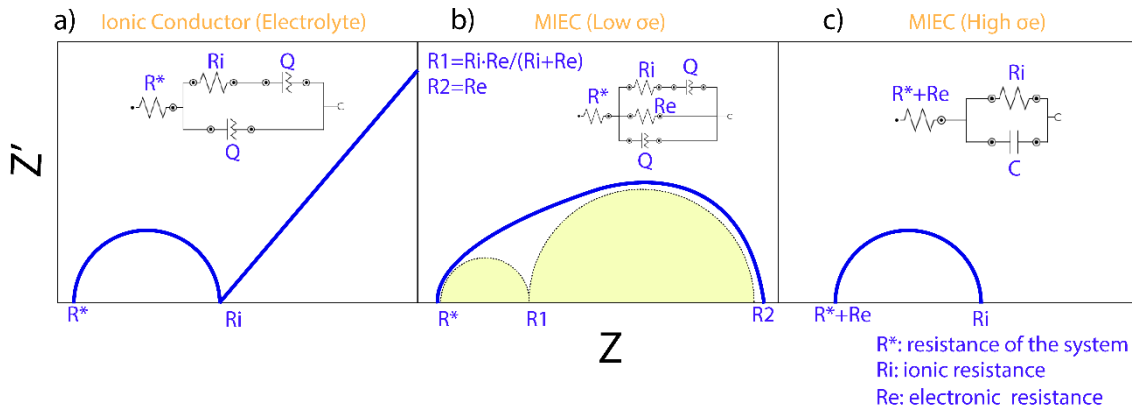 a) Ionic Conductor (Electrolyte)
R*
Ri
Q
Q
R*
Ri
b) MIEC (Low σe)
R1=Ri·Re/(Ri+Re)
R2=Re
R*
Ri
Q
Re
Q
R*
R1
R2
c) MIEC (High σe)
R*+Re
Ri
C
R*+Re
Ri
Z'
Z
R*: resistance of the system
Ri: ionic resistance
Re: electronic resistance